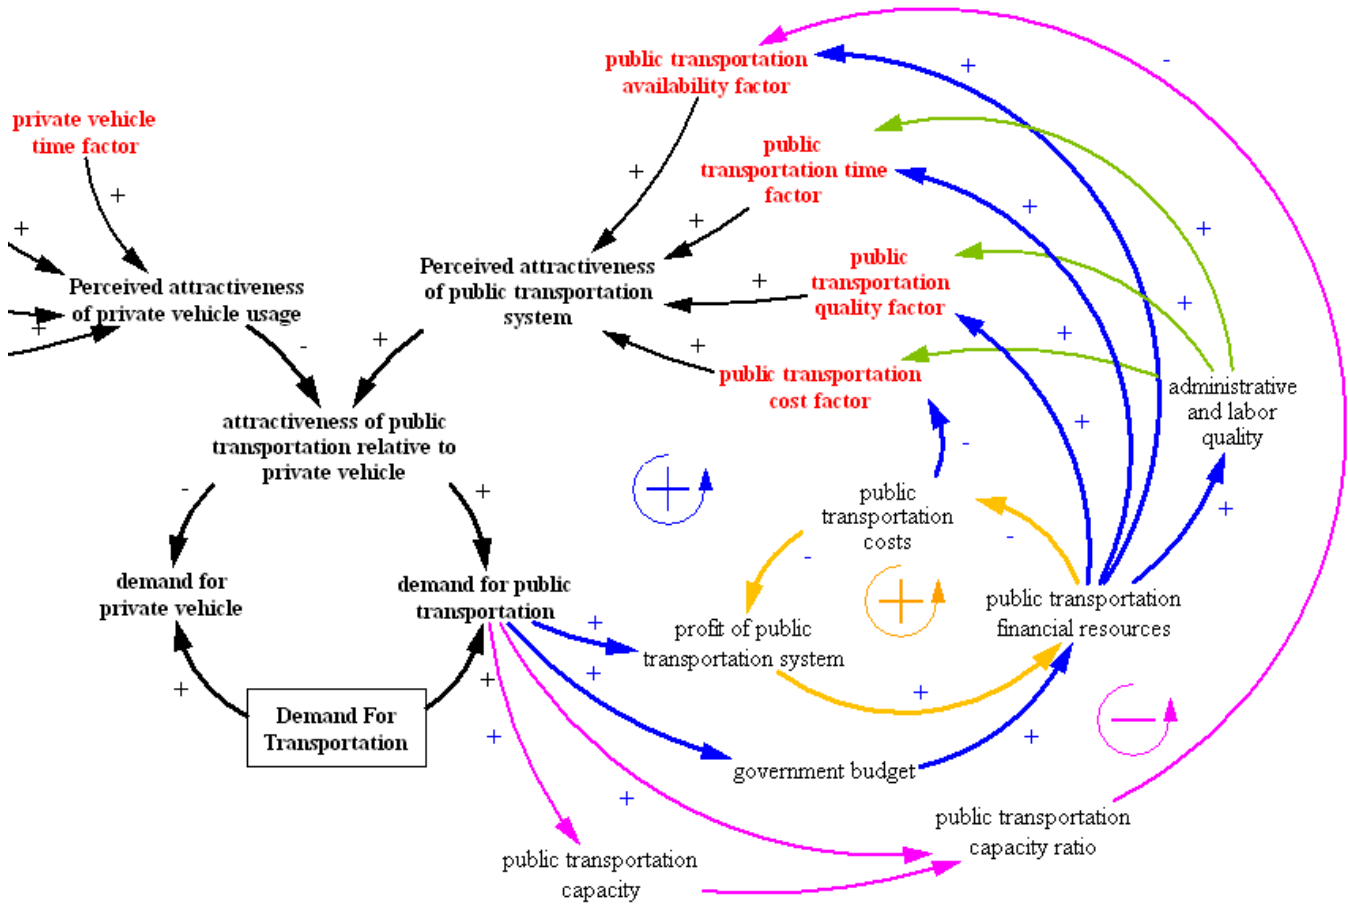 public transportation
availability factor
private vehicle
time factor
public
transportation time
factor
Perceived attractiveness
of private vehicle usage
Perceived attractiveness
of public transportation
system
public
transportation
quality factor
public transportation
cost factor
administrative
and labor
quality
attractiveness of public
transportation relative to
private vehicle
public
transportation
costs
demand for
private vehicle
demand for public
transportation
profit of public
transportation system
public transportation
financial resources
Demand For
Transportation
government budget
public transportation
capacity ratio
public transportation
capacity
+
+
+
+
+
+
+
-
+
-
+
+
+
+
+
+
+
+
+
-
+
+
-
+
+
+
+
-
-
+
+
-
+
+
-